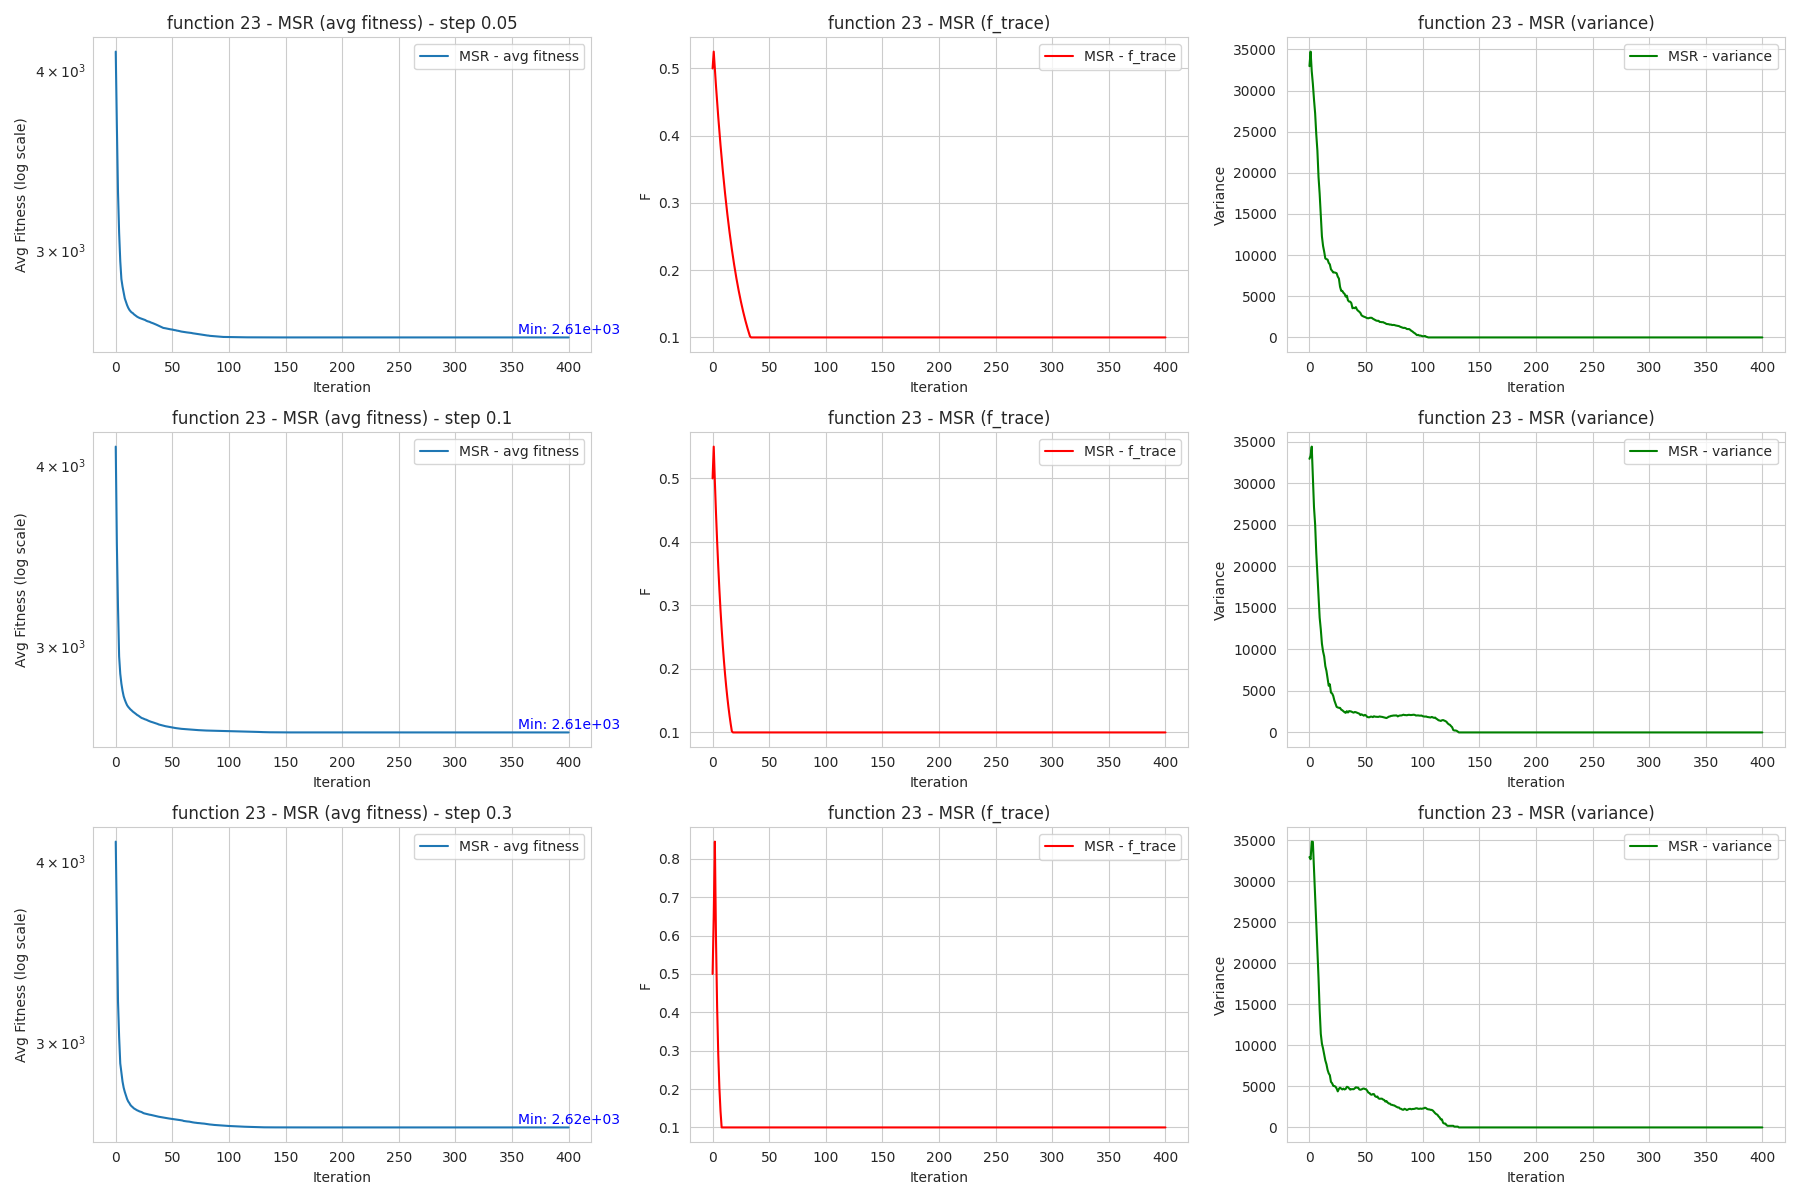 function 23 - MSR (avg fitness) - step 0.05
MSR - avg fitness
4 × 10³
3 × 10³
Avg Fitness (log scale)
Min: 2.61e+03
0 50 100 150 200 250 300 350 400
Iteration
function 23 - MSR (f_trace)
MSR - f_trace
0.5
0.4
0.3
0.2
0.1
F
0 50 100 150 200 250 300 350 400
Iteration
function 23 - MSR (variance)
MSR - variance
35000
30000
25000
20000
15000
10000
5000
0
Variance
0 50 100 150 200 250 300 350 400
Iteration
function 23 - MSR (avg fitness) - step 0.1
MSR - avg fitness
4 × 10³
3 × 10³
Avg Fitness (log scale)
Min: 2.61e+03
0 50 100 150 200 250 300 350 400
Iteration
function 23 - MSR (f_trace)
MSR - f_trace
0.5
0.4
0.3
0.2
0.1
F
0 50 100 150 200 250 300 350 400
Iteration
function 23 - MSR (variance)
MSR - variance
35000
30000
25000
20000
15000
10000
5000
0
Variance
0 50 100 150 200 250 300 350 400
Iteration
function 23 - MSR (avg fitness) - step 0.3
MSR - avg fitness
4 × 10³
3 × 10³
Avg Fitness (log scale)
Min: 2.62e+03
0 50 100 150 200 250 300 350 400
Iteration
function 23 - MSR (f_trace)
MSR - f_trace
0.8
0.7
0.6
0.5
0.4
0.3
0.2
0.1
F
0 50 100 150 200 250 300 350 400
Iteration
function 23 - MSR (variance)
MSR - variance
35000
30000
25000
20000
15000
10000
5000
0
Variance
0 50 100 150 200 250 300 350 400
Iteration